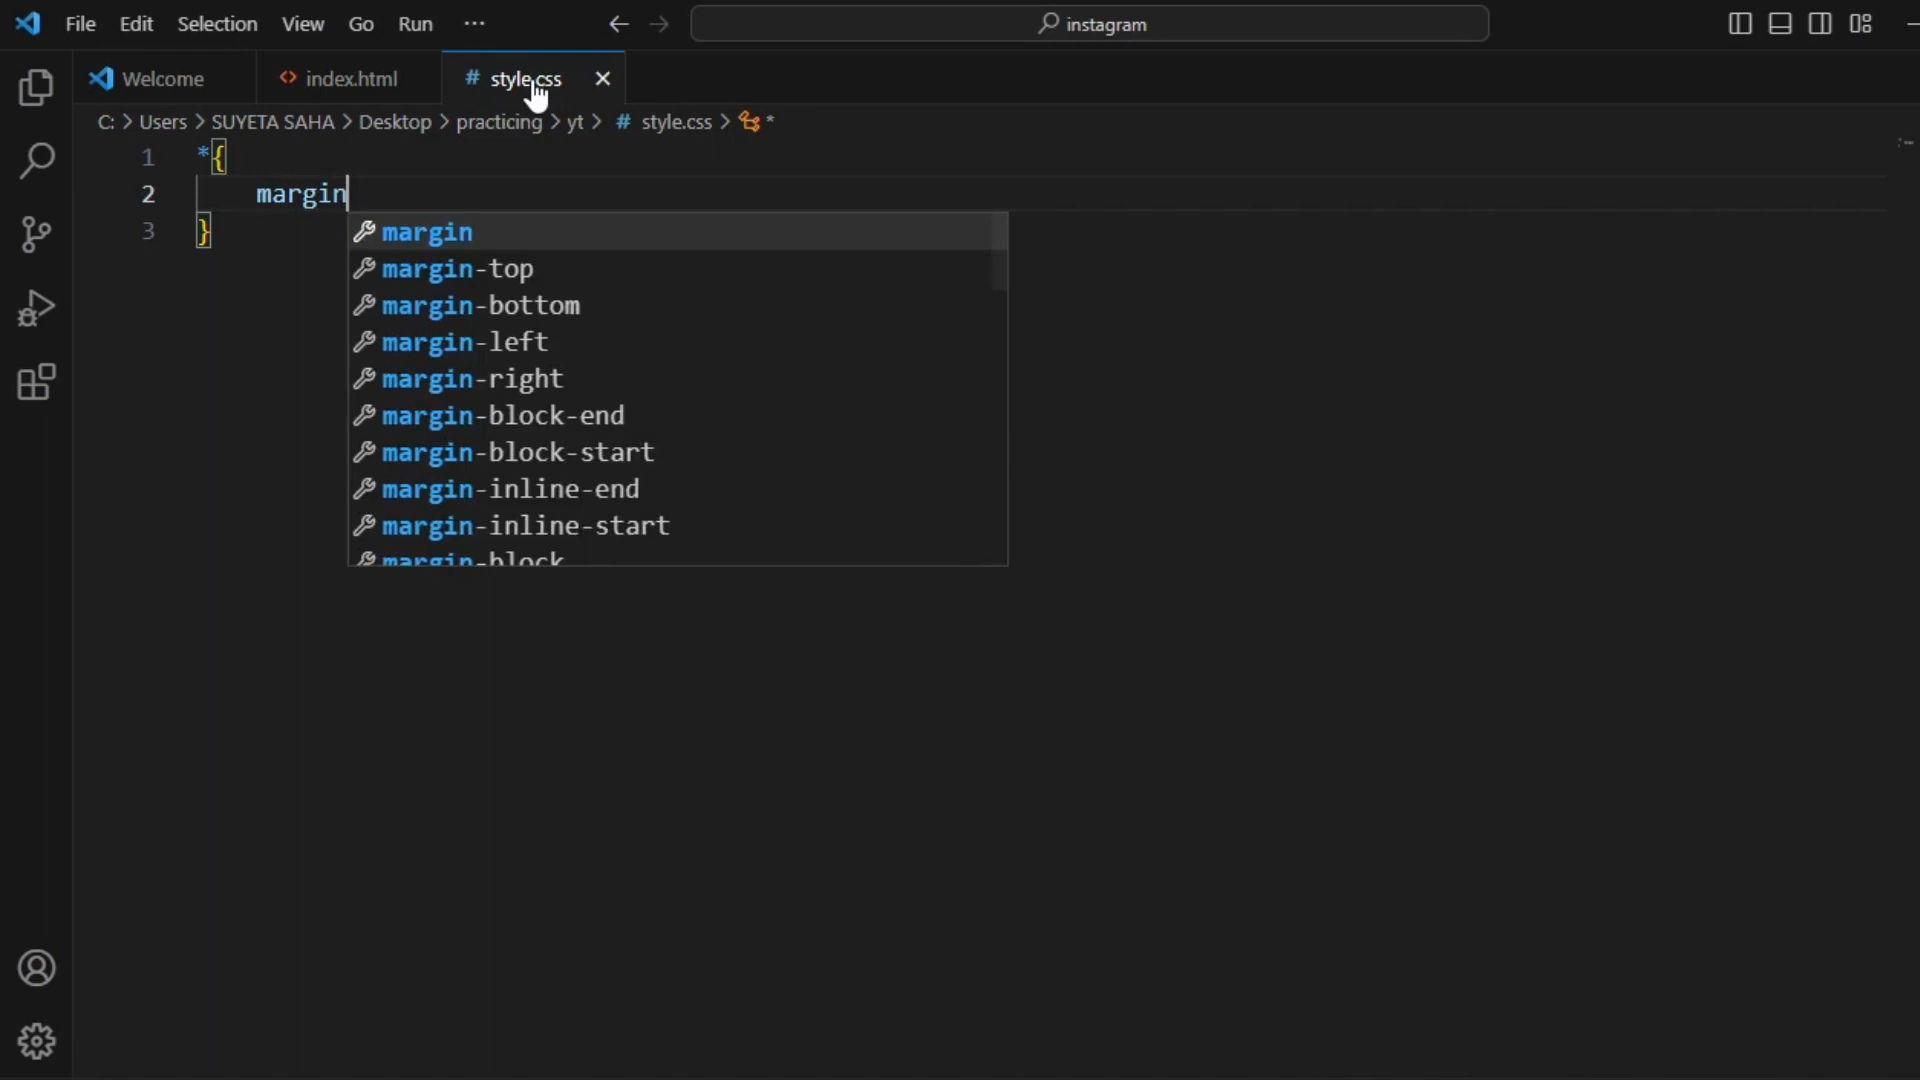 File Edit Selection View Go Run ··· instagram
Welcome index.html # style.css
C: > Users > SUYETA SAHA > Desktop > practicing > yt > # style.css > *
1 *{
2 margin
3 }
margin
margin-top
margin-bottom
margin-left
margin-right
margin-block-end
margin-block-start
margin-inline-end
margin-inline-start
margin-block